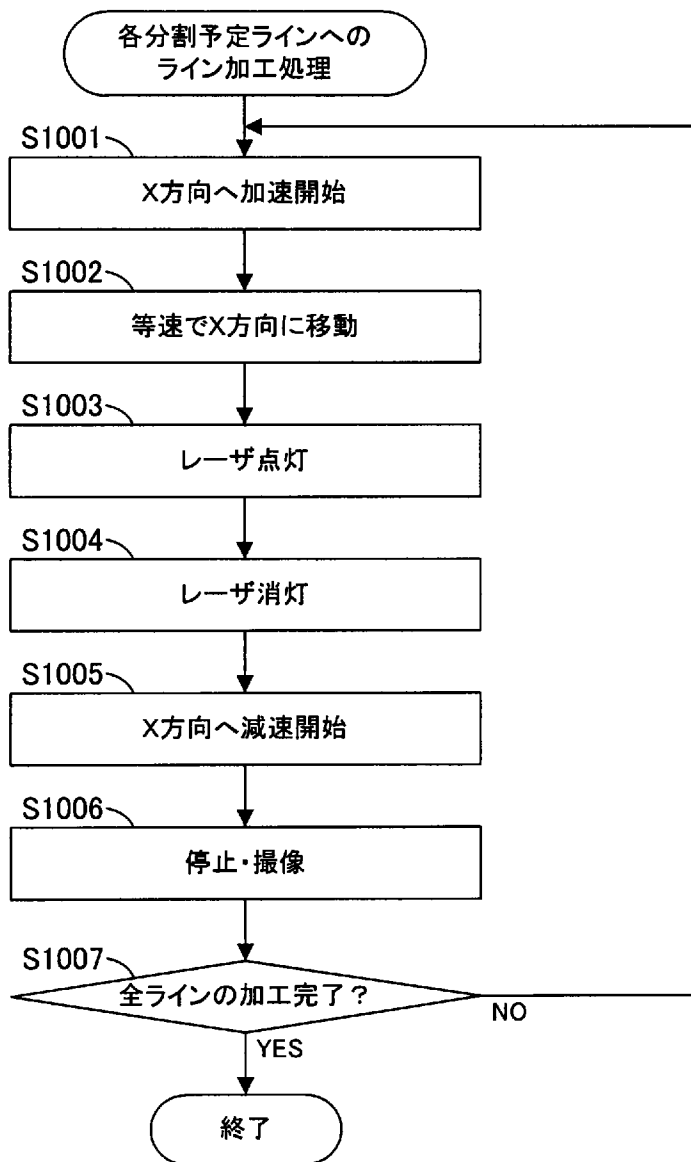 各分割予定ラインへの
ライン加工処理
S1001
X方向へ加速開始
S1002
等速でX方向に移動
S1003
レーザ点灯
S1004
レーザ消灯
S1005
X方向へ減速開始
S1006
停止・撮像
S1007
全ラインの加工完了?
NO
YES
終了